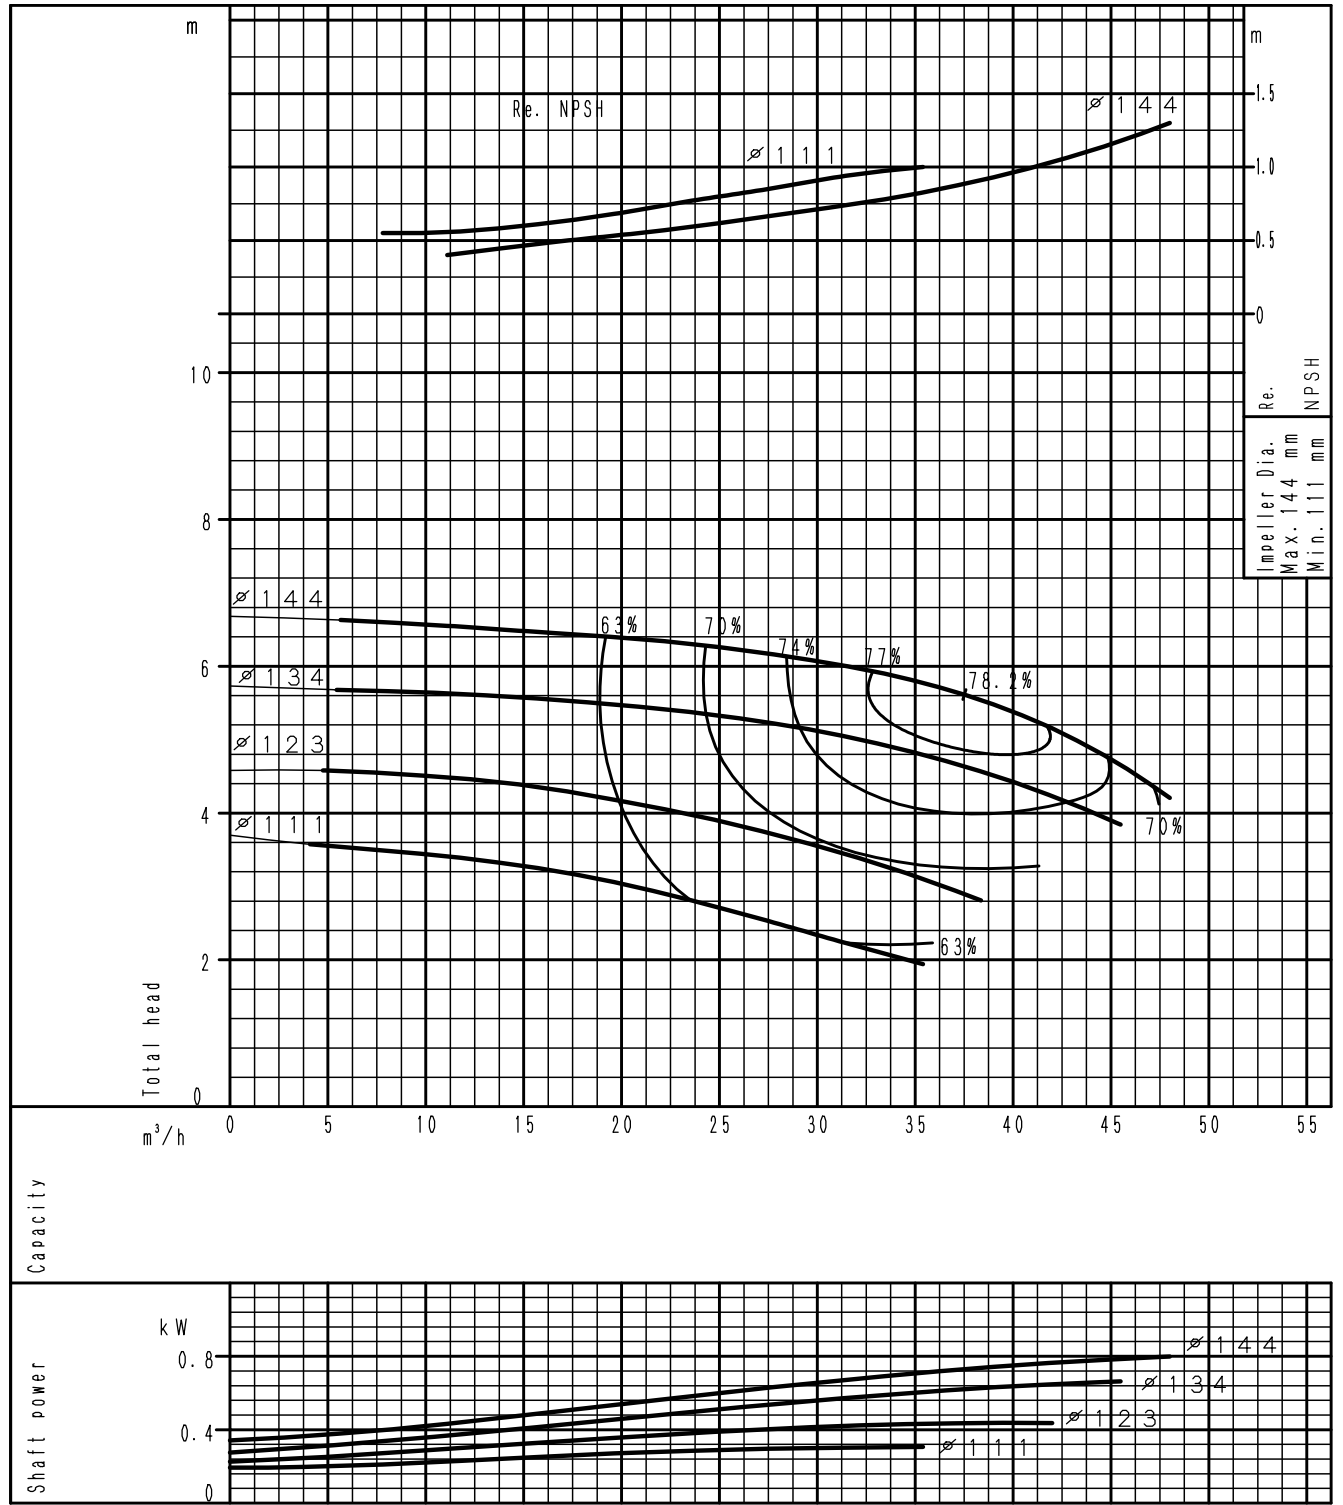 m
m
1.5
Re. NPSH
ø 144
ø 111
1.0
0.5
0
10
Re.
NPSH
Impeller Dia.
Max. 144 mm
Min. 111 mm
8
ø 144
63%
70%
74%
77%
78.2%
6
ø 134
ø 123
4
ø 111
70%
63%
2
Total head
0
m³/h
0 5 10 15 20 25 30 35 40 45 50 55
Capacity
kW
Shaft power
0.8
0.4
0
ø 144
ø 134
ø 123
ø 111